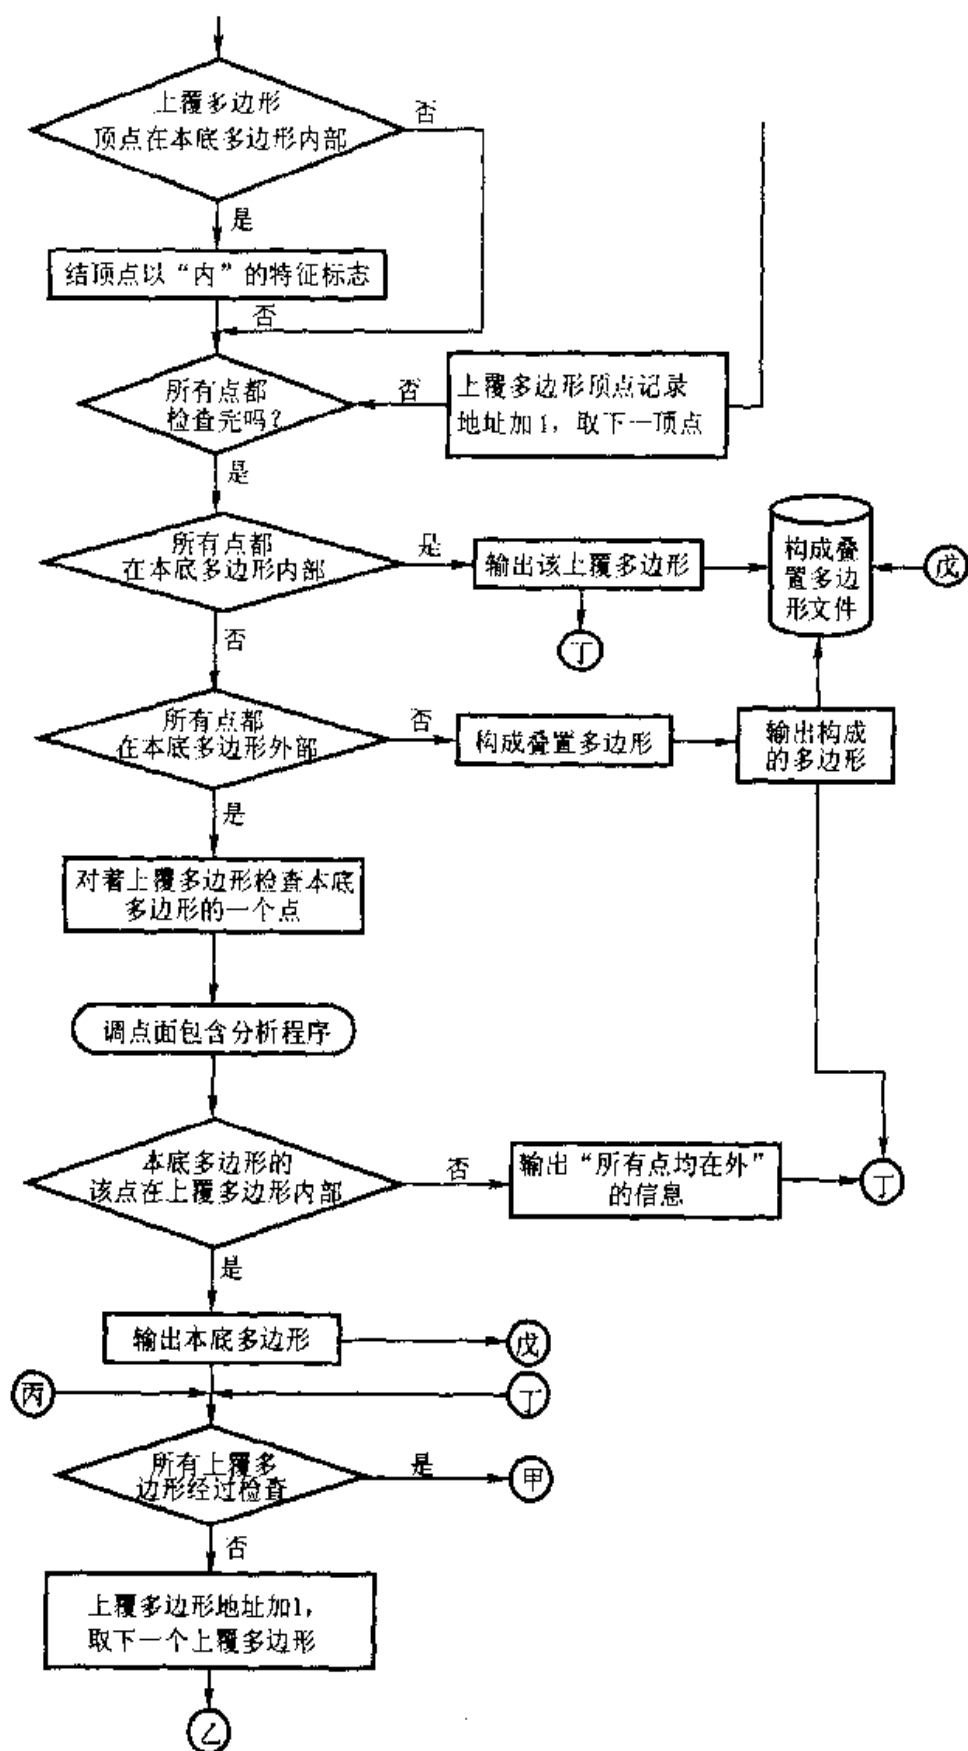 上覆多边形
顶点在本底多边形内部
否
是
结顶点以“内”的特征标志
否
所有点都
检查完吗?
否
上覆多边形顶点记录
地址加1，取下一顶点
是
所有点都
在本底多边形内部
是
输出该上覆多边形
构成叠
置多边
形文件
戊
丁
否
所有点都
在本底多边形外部
否
构成叠置多边形
输出构成
的多边形
是
对著上覆多边形检查本底
多边形的一个点
调点面包含分析程序
本底多边形的
该点在上覆多边形内部
否
输出“所有点均在外”
的信息
丁
是
输出本底多边形
戊
丙
丁
所有上覆多
边形经过检查
是
甲
否
上覆多边形地址加1，
取下一个上覆多边形
乙